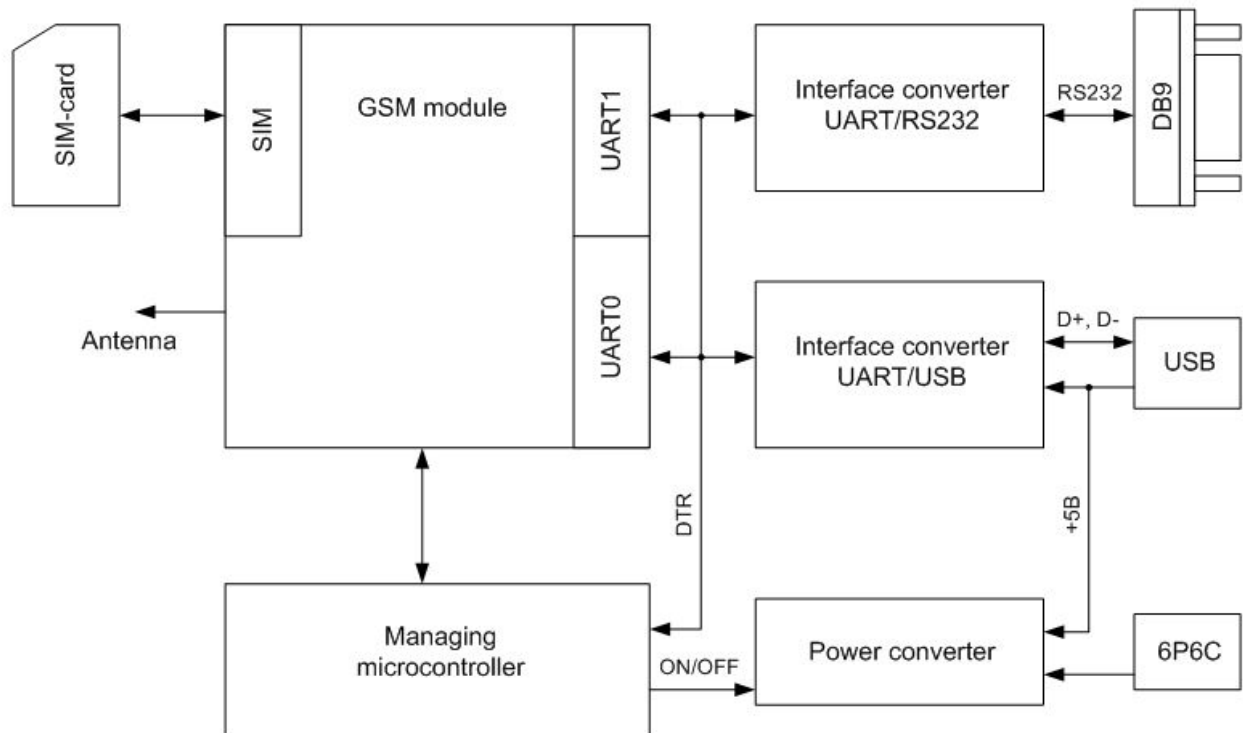 SIM-card
SIM
GSM module
UART1
Interface converter
UART/RS232
RS232
DB9
Antenna
UART0
Interface converter
UART/USB
D+, D-
USB
DTR
+5B
Managing
microcontroller
ON/OFF
Power converter
6P6C